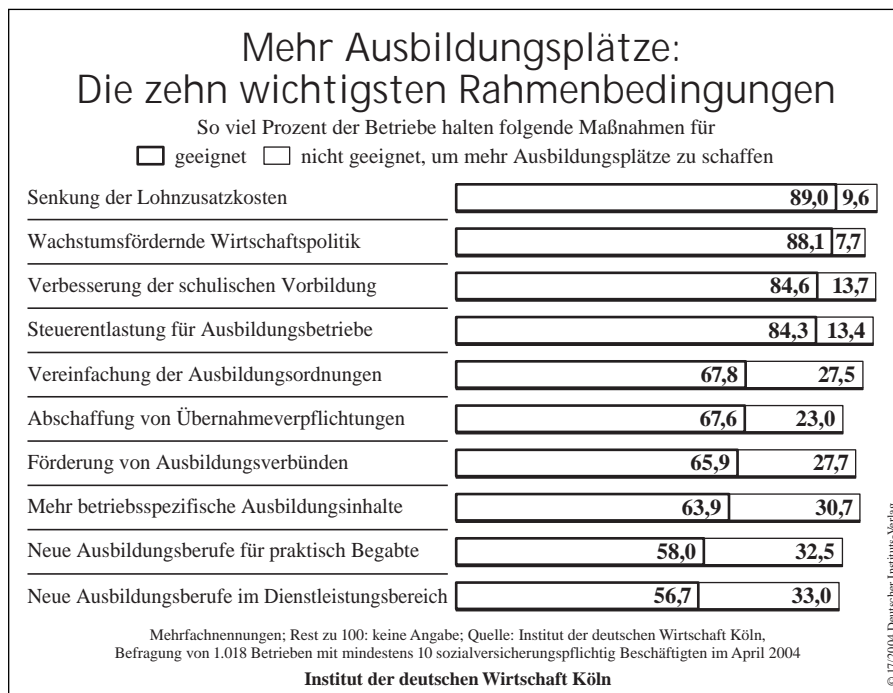 Mehr Ausbildungsplätze:
Die zehn wichtigsten Rahmenbedingungen
So viel Prozent der Betriebe halten folgende Maßnahmen für
geeignet nicht geeignet, um mehr Ausbildungsplätze zu schaffen
Senkung der Lohnzusatzkosten 89,0 9,6
Wachstumsfördernde Wirtschaftspolitik 88,1 7,7
Verbesserung der schulischen Vorbildung 84,6 13,7
Steuerentlastung für Ausbildungsbetriebe 84,3 13,4
Vereinfachung der Ausbildungsordnungen 67,8 27,5
Abschaffung von Übernahmeverpflichtungen 67,6 23,0
Förderung von Ausbildungsverbünden 65,9 27,7
Mehr betriebsspezifische Ausbildungsinhalte 63,9 30,7
Neue Ausbildungsberufe für praktisch Begabte 58,0 32,5
Neue Ausbildungsberufe im Dienstleistungsbereich 56,7 33,0
Mehrfachnennungen; Rest zu 100: keine Angabe; Quelle: Institut der deutschen Wirtschaft Köln,
Befragung von 1.018 Betrieben mit mindestens 10 sozialversicherungspflichtig Beschäftigten im April 2004
Institut der deutschen Wirtschaft Köln
© 17/2004 Deutscher Instituts-Verlag